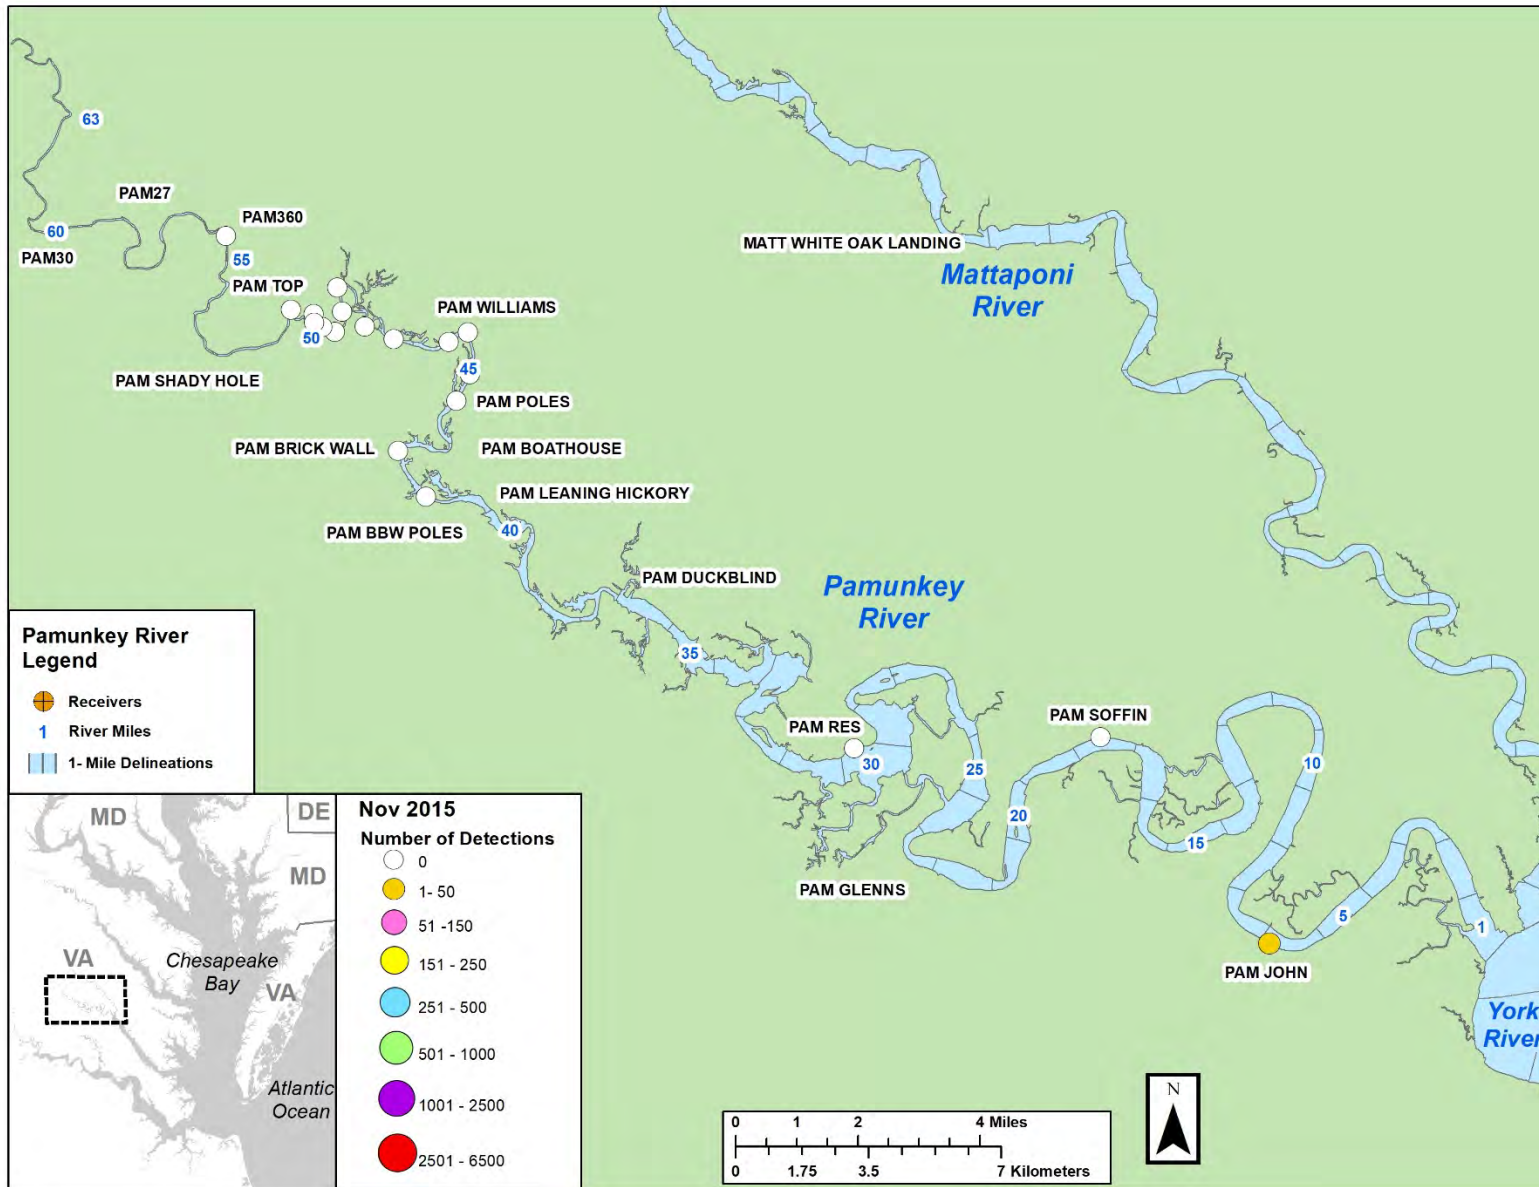 63
PAM27
PAM360
60
PAM30
55
PAM TOP
MATT WHITE OAK LANDING
Mattaponi
River
PAM WILLIAMS
50
45
PAM SHADY HOLE
PAM POLES
PAM BRICK WALL
PAM BOATHOUSE
PAM LEANING HICKORY
PAM BBW POLES
40
PAM DUCKBLIND
Pamunkey
River
35
PAM RES
PAM SOFFIN
30
25
10
20
15
PAM GLENNS
5
1
PAM JOHN
York
River
Pamunkey River
Legend
Receivers
1 River Miles
1- Mile Delineations
MD
DE
MD
VA
Chesapeake
Bay
VA
Atlantic
Ocean
Nov 2015
Number of Detections
0
1- 50
51 -150
151 - 250
251 - 500
501 - 1000
1001 - 2500
2501 - 6500
0 1 2 4 Miles
0 1.75 3.5 7 Kilometers
N